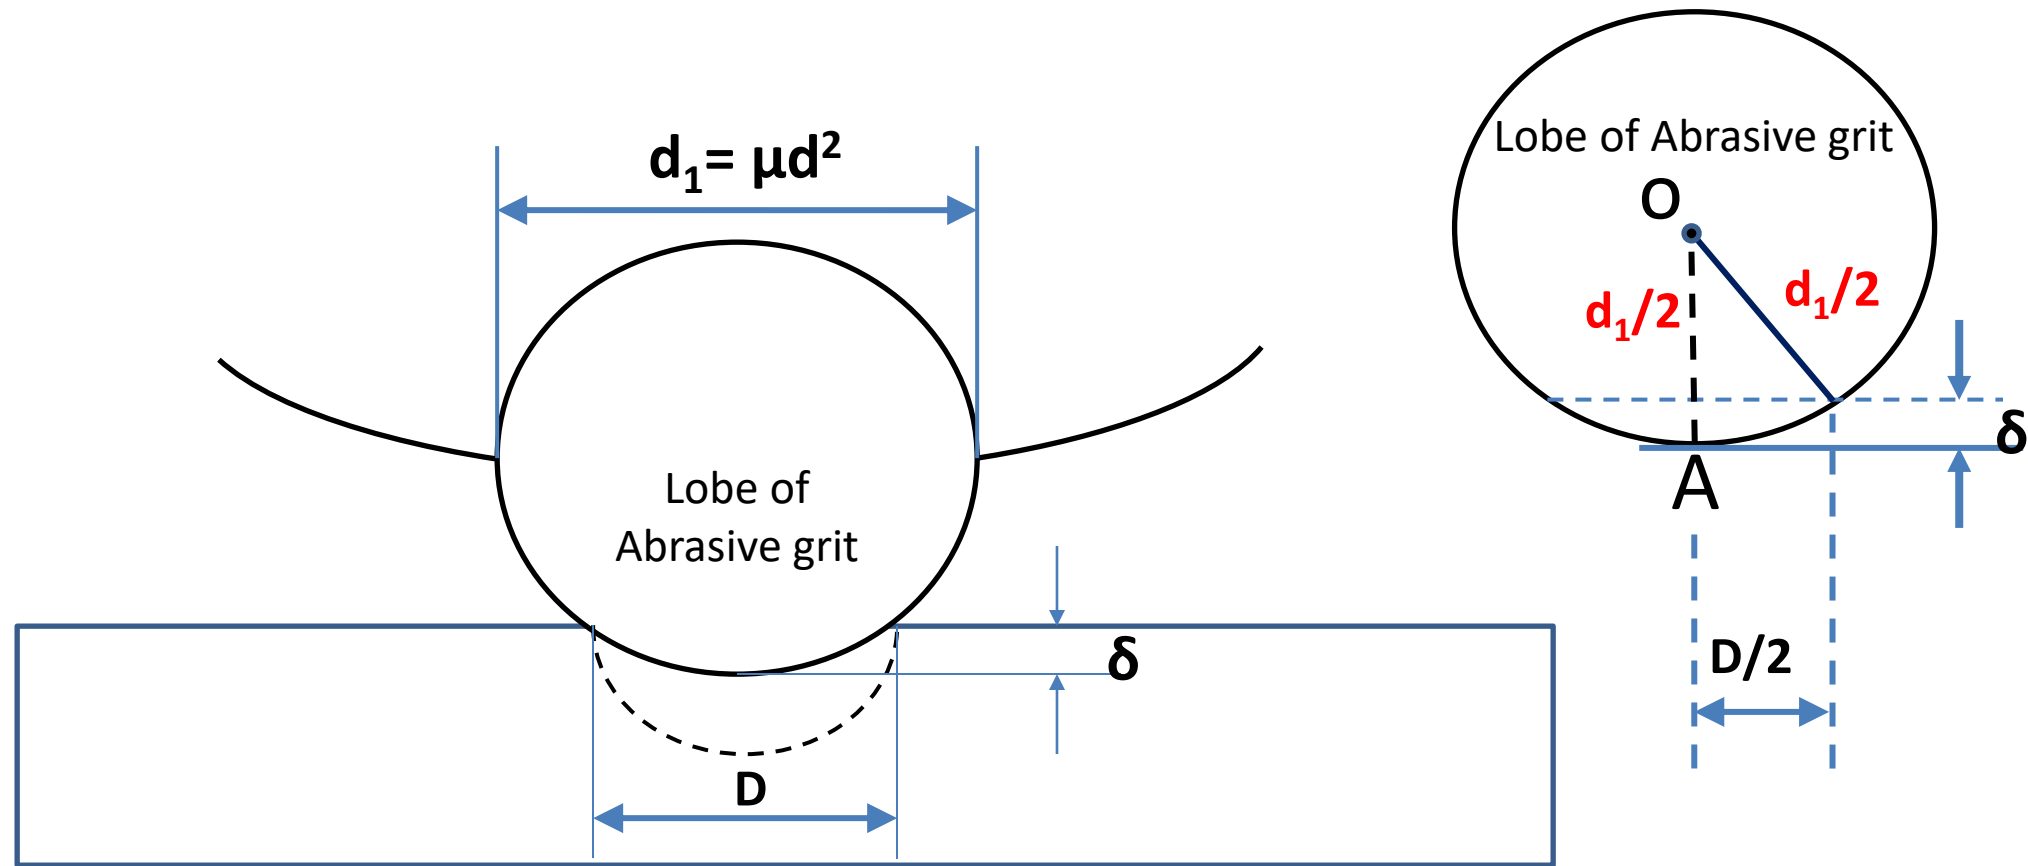 d₁= µd²
Lobe of
Abrasive grit
δ
D
Lobe of Abrasive grit
O
d₁/2
d₁/2
δ
A
D/2